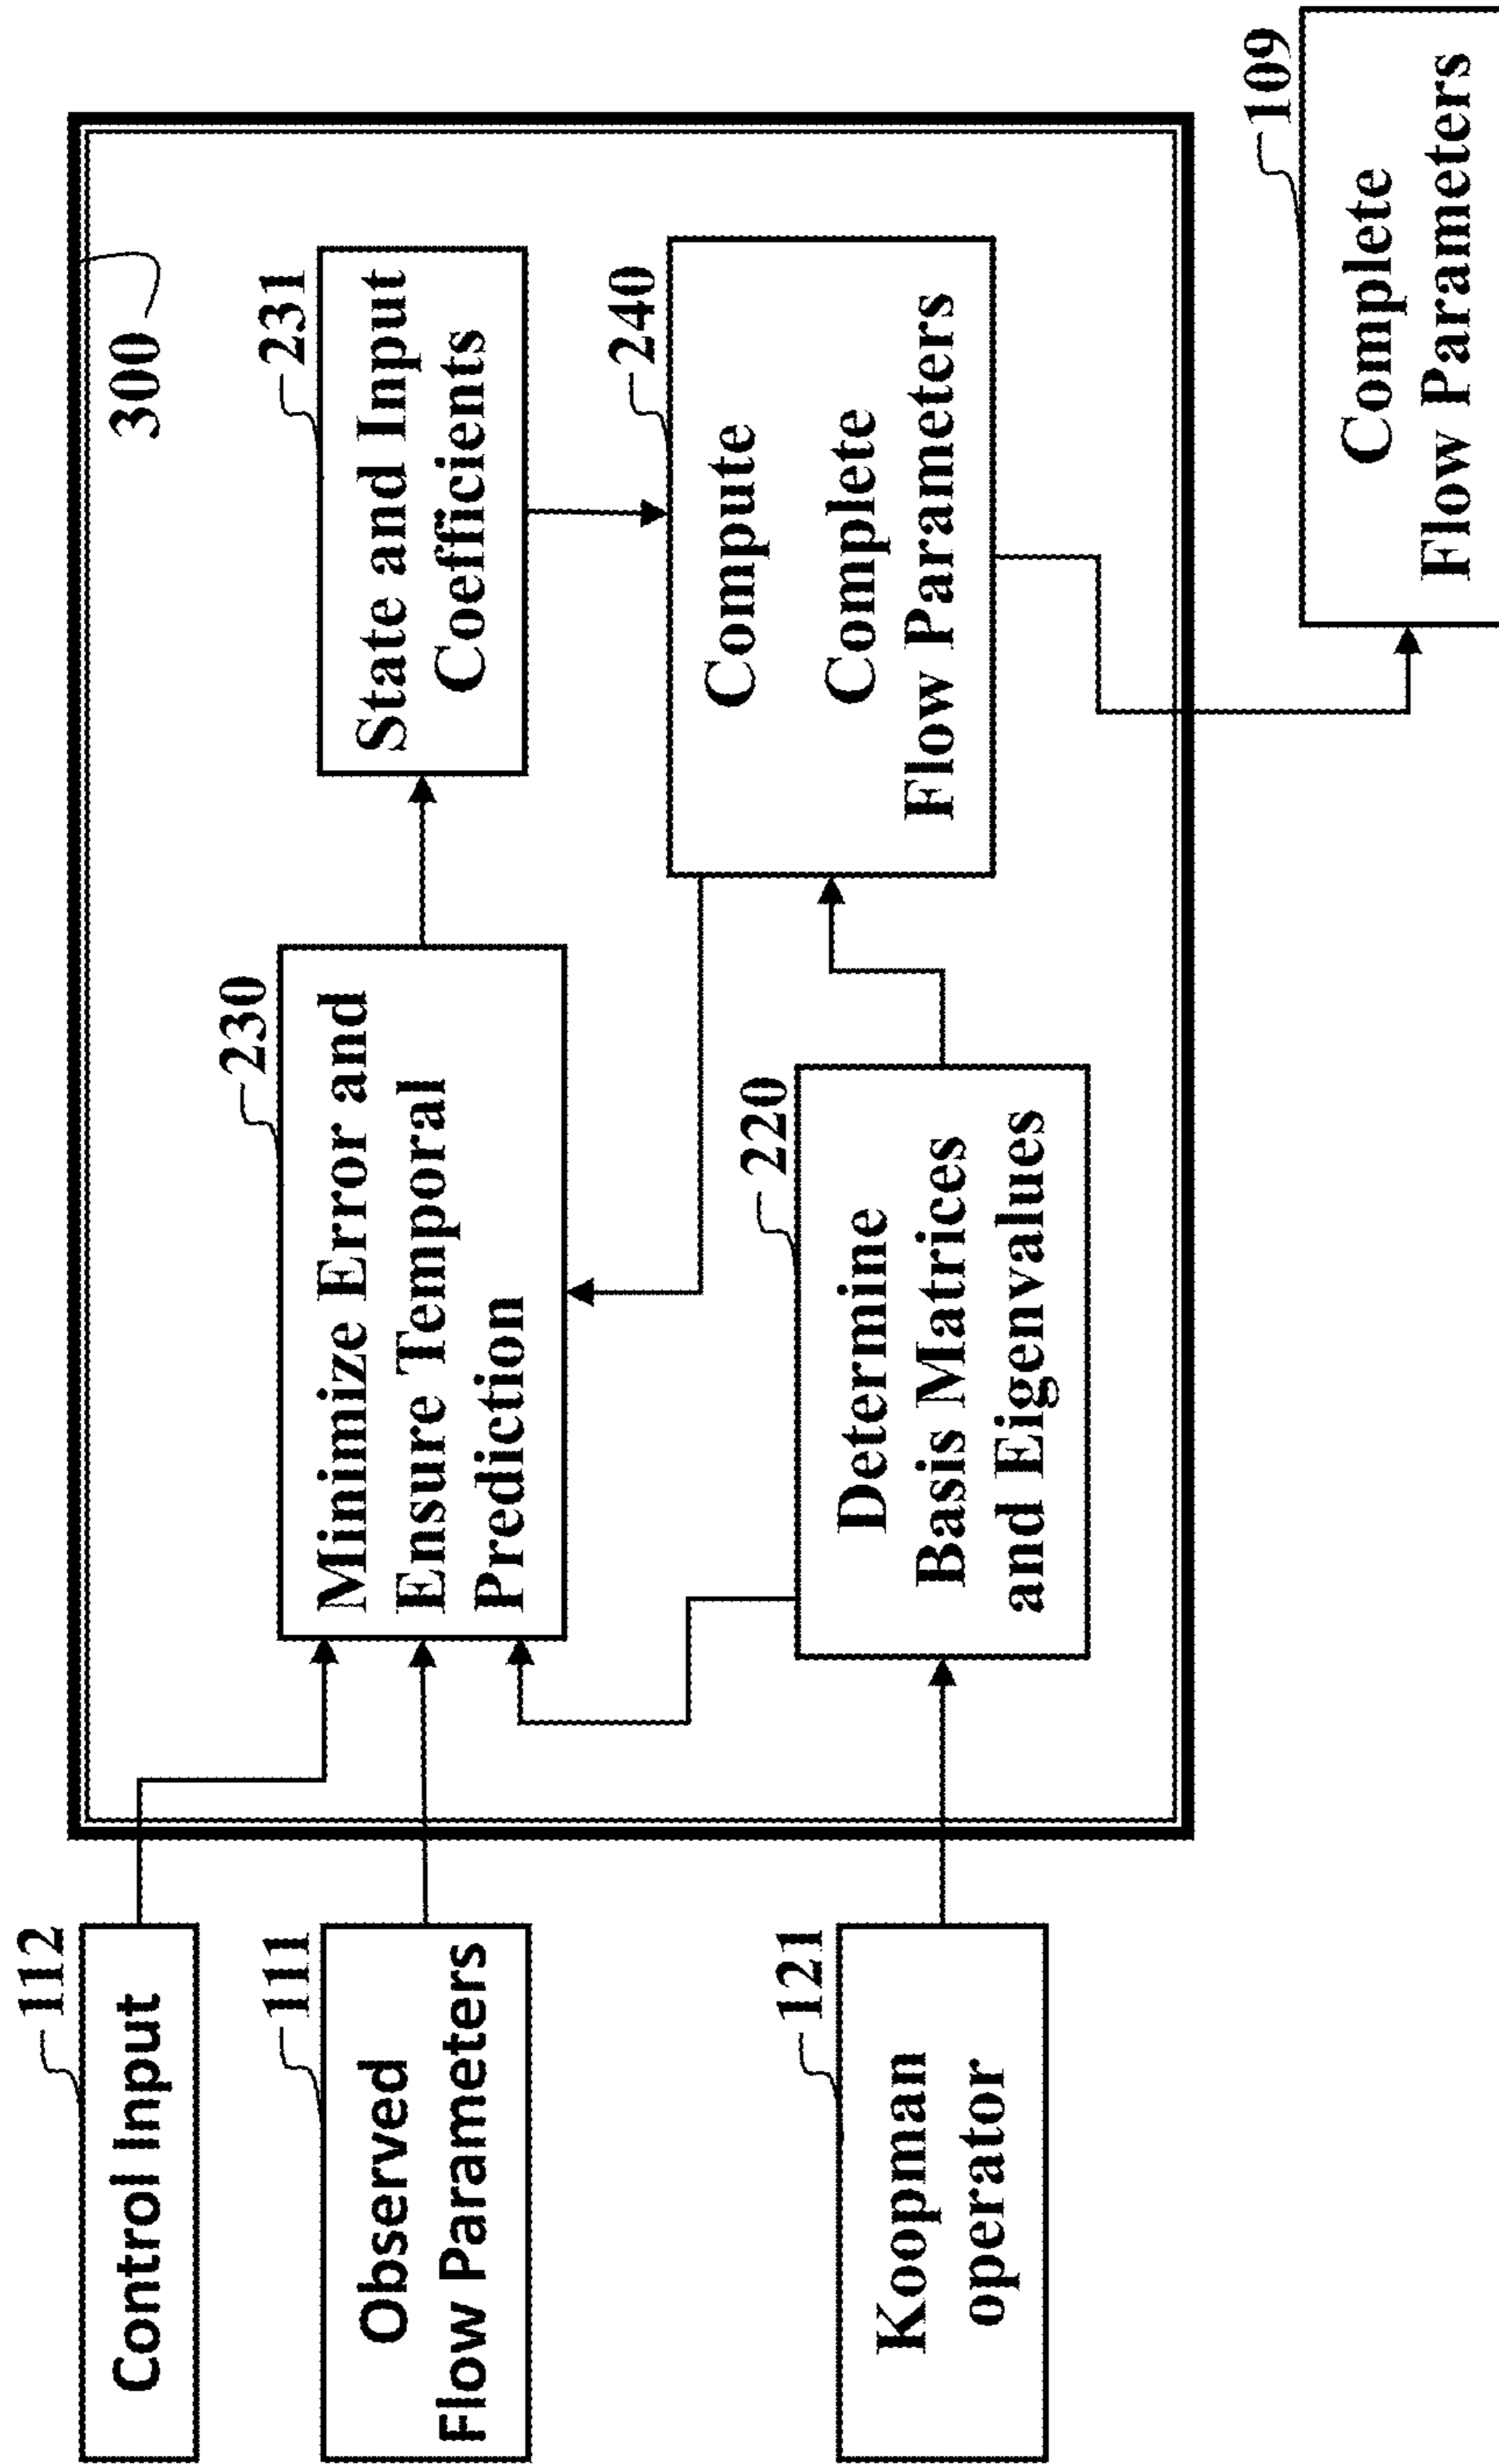 112
Control Input
111
Observed
Flow Parameters
121
Koopman
operator
300
230
Minimize Error and
Ensure Temporal
Prediction
220
Determine
Basis Matrices
and Eigenvalues
231
State and Input
Coefficients
240
Compute
Complete
Flow Parameters
109
Complete
Flow Parameters